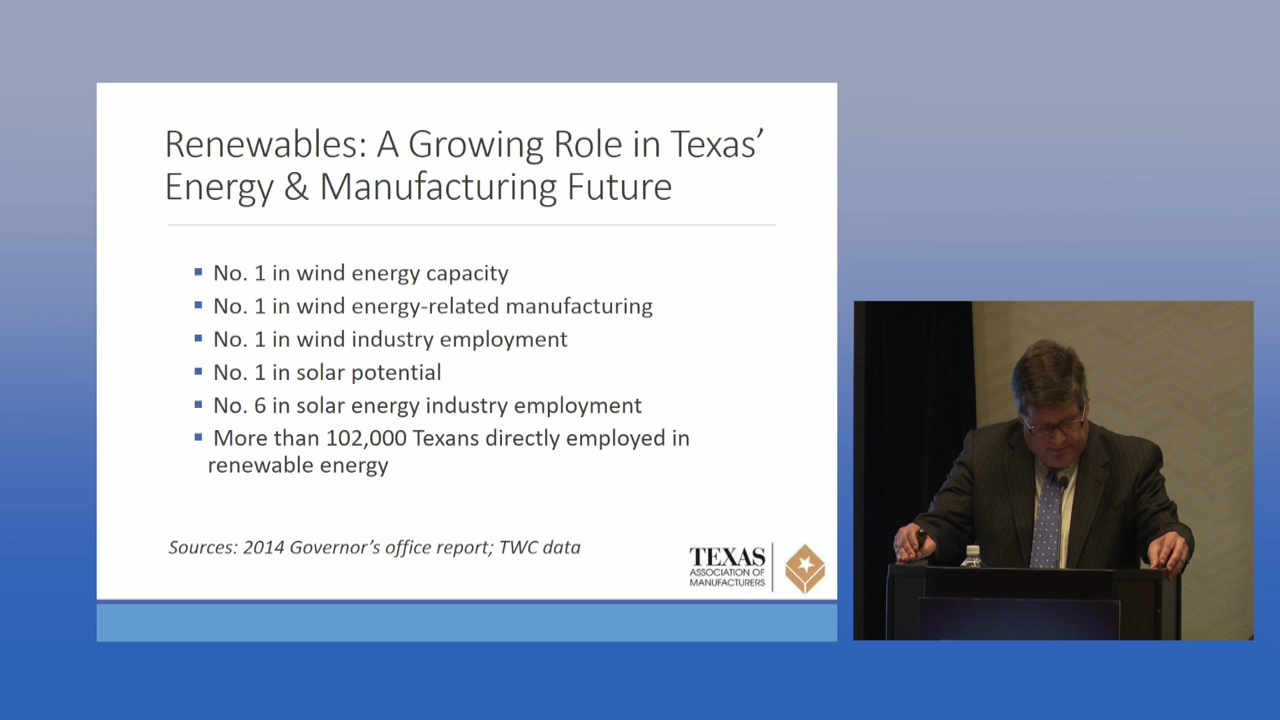 Renewables: A Growing Role in Texas’
Energy & Manufacturing Future
▪ No. 1 in wind energy capacity
▪ No. 1 in wind energy-related manufacturing
▪ No. 1 in wind industry employment
▪ No. 1 in solar potential
▪ No. 6 in solar energy industry employment
▪ More than 102,000 Texans directly employed in
renewable energy
Sources: 2014 Governor’s office report; TWC data
TEXAS
ASSOCIATION OF
MANUFACTURERS